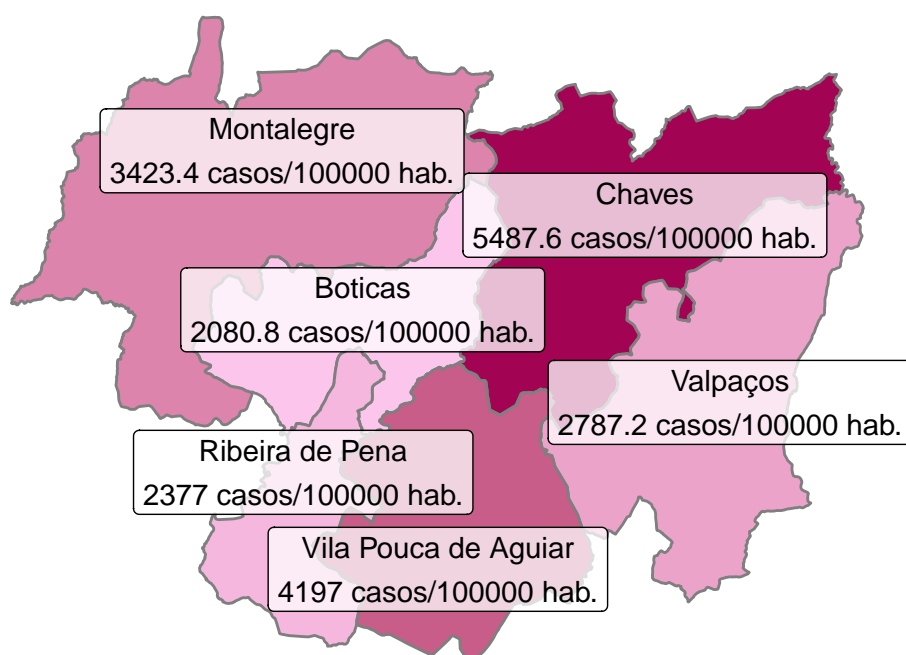 Montalegre
3423.4 casos/100000 hab.
Chaves
5487.6 casos/100000 hab.
Boticas
2080.8 casos/100000 hab.
Valpaços
2787.2 casos/100000 hab.
Ribeira de Pena
2377 casos/100000 hab.
Vila Pouca de Aguiar
4197 casos/100000 hab.